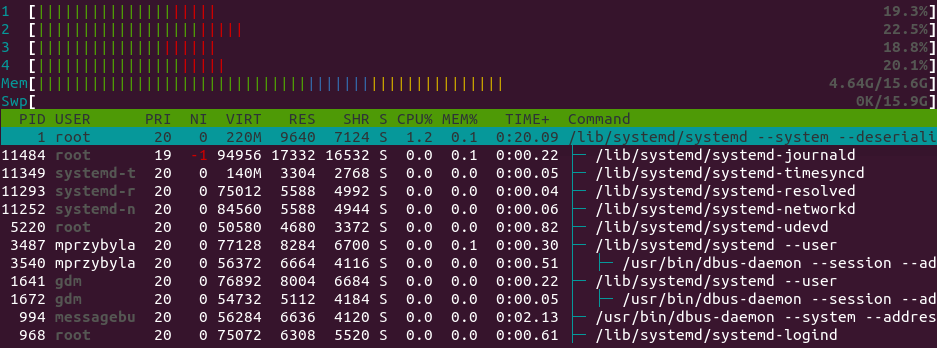 1 [|||||||||||||||||||| 19.3%]
2 [||||||||||||||||||||||| 22.5%]
3 [|||||||||||||||||||| 18.8%]
4 [||||||||||||||||||||| 20.1%]
Mem[|||||||||||||||||||||||||||||||||||||||||||||||||||| 4.64G/15.6G]
Swp[ 0K/15.9G]
PID USER PRI NI VIRT RES SHR S CPU% MEM% TIME+ Command
1 root 20 0 220M 9640 7124 S 1.2 0.1 0:20.09 /lib/systemd/systemd --system --deseriali
11484 root 19 -1 94956 17332 16532 S 0.0 0.1 0:00.22 ├─ /lib/systemd/systemd-journald
11349 systemd-t 20 0 140M 3304 2768 S 0.0 0.0 0:00.05 ├─ /lib/systemd/systemd-timesyncd
11293 systemd-r 20 0 75012 5588 4992 S 0.0 0.0 0:00.04 ├─ /lib/systemd/systemd-resolved
11252 systemd-n 20 0 84560 5588 4944 S 0.0 0.0 0:00.06 ├─ /lib/systemd/systemd-networkd
5220 root 20 0 50580 4680 3372 S 0.0 0.0 0:00.82 ├─ /lib/systemd/systemd-udevd
3487 mprzybyla 20 0 77128 8284 6700 S 0.0 0.1 0:00.30 ├─ /lib/systemd/systemd --user
3540 mprzybyla 20 0 56372 6664 4116 S 0.0 0.0 0:00.51 │ ├─ /usr/bin/dbus-daemon --session --ad
1641 gdm 20 0 76892 8004 6684 S 0.0 0.0 0:00.22 ├─ /lib/systemd/systemd --user
1672 gdm 20 0 54732 5112 4184 S 0.0 0.0 0:00.05 │ ├─ /usr/bin/dbus-daemon --session --ad
994 messagebu 20 0 56284 6636 4120 S 0.0 0.0 0:02.13 ├─ /usr/bin/dbus-daemon --system --addres
968 root 20 0 75072 6308 5520 S 0.0 0.0 0:00.61 ├─ /lib/systemd/systemd-logind